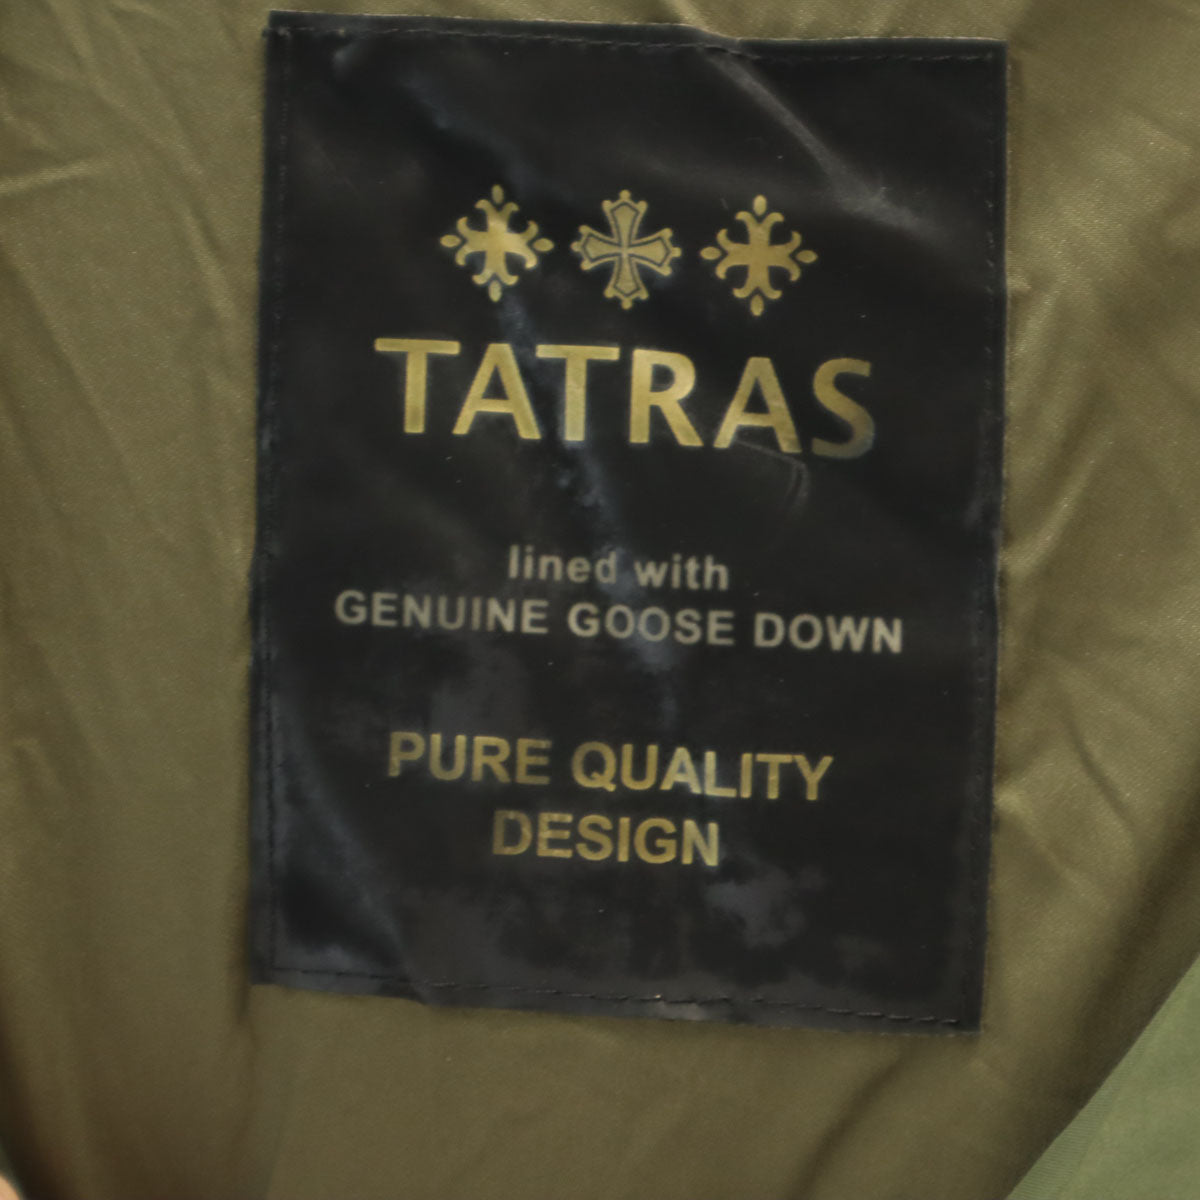 TATRAS
lined with
GENUINE GOOSE DOWN
PURE QUALITY
DESIGN